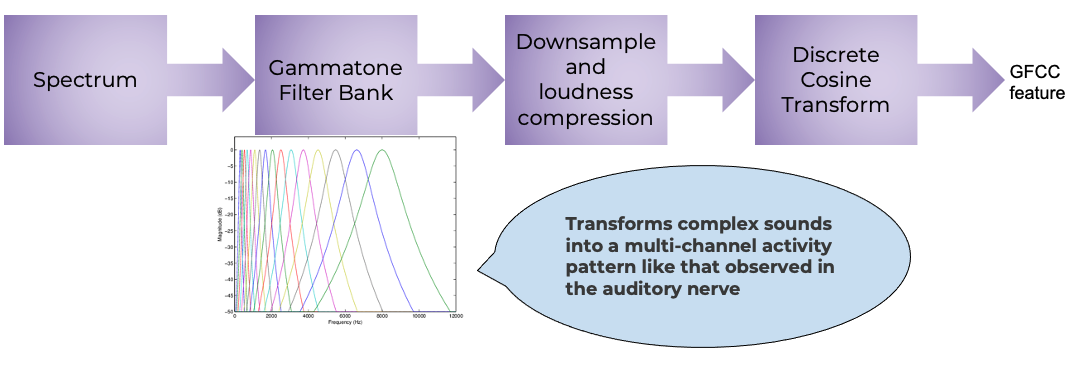 Spectrum
Gammatone
Filter Bank
Downsample
and
loudness
compression
Discrete
Cosine
Transform
GFCC
feature
Magnitude (dB)
0
-5
-10
-15
-20
-25
-30
-35
-40
-45
-50
0
2000
4000
6000
8000
10000
12000
Frequency (Hz)
Transforms complex sounds
into a multi-channel activity
pattern like that observed in
the auditory nerve